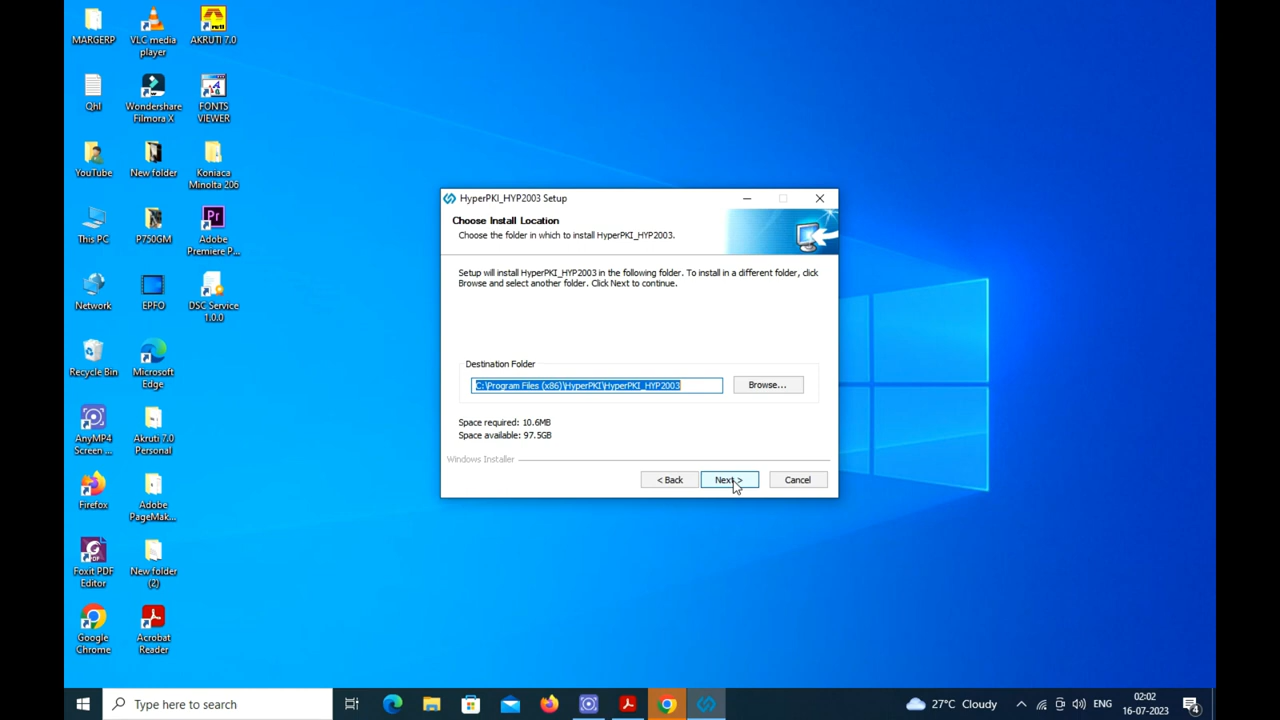 MARGERP
VLC media
player
AKRUTI 7.0
Qhl
Wondershare
Filmora X
FONTS
VIEWER
YouTube
New folder
Koniaca
Minolta 206
This PC
P750GM
Adobe
Premiere P...
Network
EPFO
DSC Service
1.0.0
Recycle Bin
Microsoft
Edge
AnyMP4
Screen ...
Akruti 7.0
Personal
Firefox
Adobe
PageMak...
Foxit PDF
Editor
New folder
(2)
Google
Chrome
Acrobat
Reader
HyperPKI_HYP2003 Setup
Choose Install Location
Choose the folder in which to install HyperPKI_HYP2003.
Setup will install HyperPKI_HYP2003 in the following folder. To install in a different folder, click
Browse and select another folder. Click Next to continue.
Destination Folder
C:\Program Files (x86)\HyperPKI\HyperPKI_HYP2003
Browse...
Space required: 10.6MB
Space available: 97.5GB
Windows Installer
< Back
Next >
Cancel
Type here to search
27°C Cloudy
ENG
02:02
16-07-2023
4